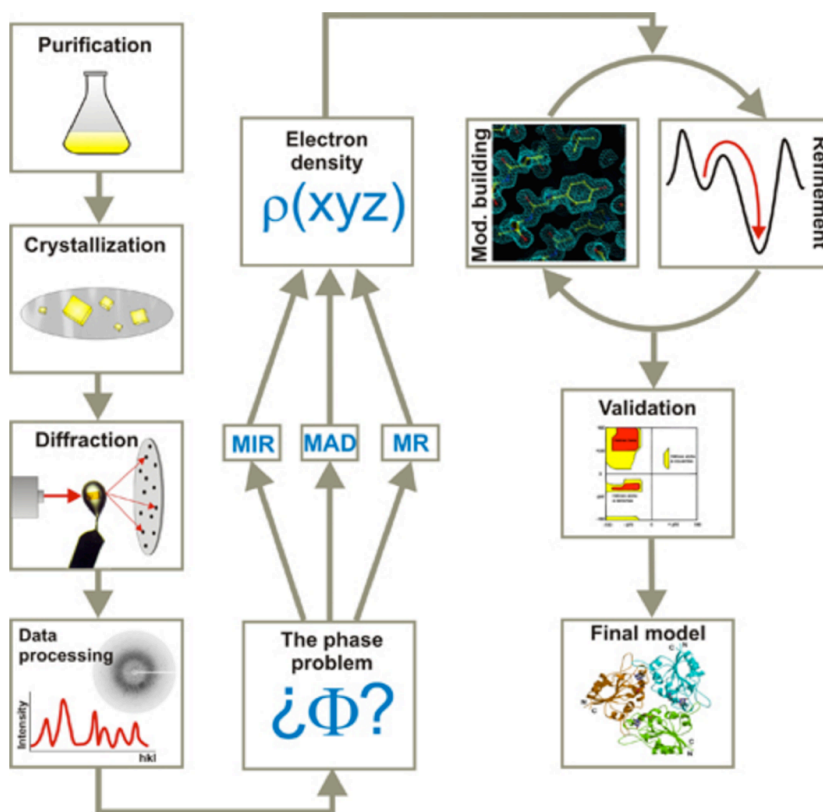 Purification
Crystallization
Diffraction
Data
processing
Intensity
hkl
The phase
problem
¿Φ?
MIR
MAD
MR
Electron
density
ρ(xyz)
Mod. building
Refinement
Validation
Final model
N
C
N
C
C
N